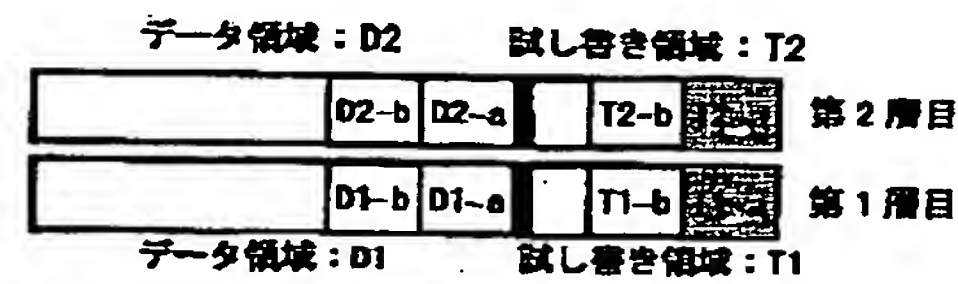 データ領域：D2 試し書き領域：T2
D2-b D2-a T2-b 第2層目
D1-b D1-a T1-b 第1層目
データ領域：D1 試し書き領域：T1